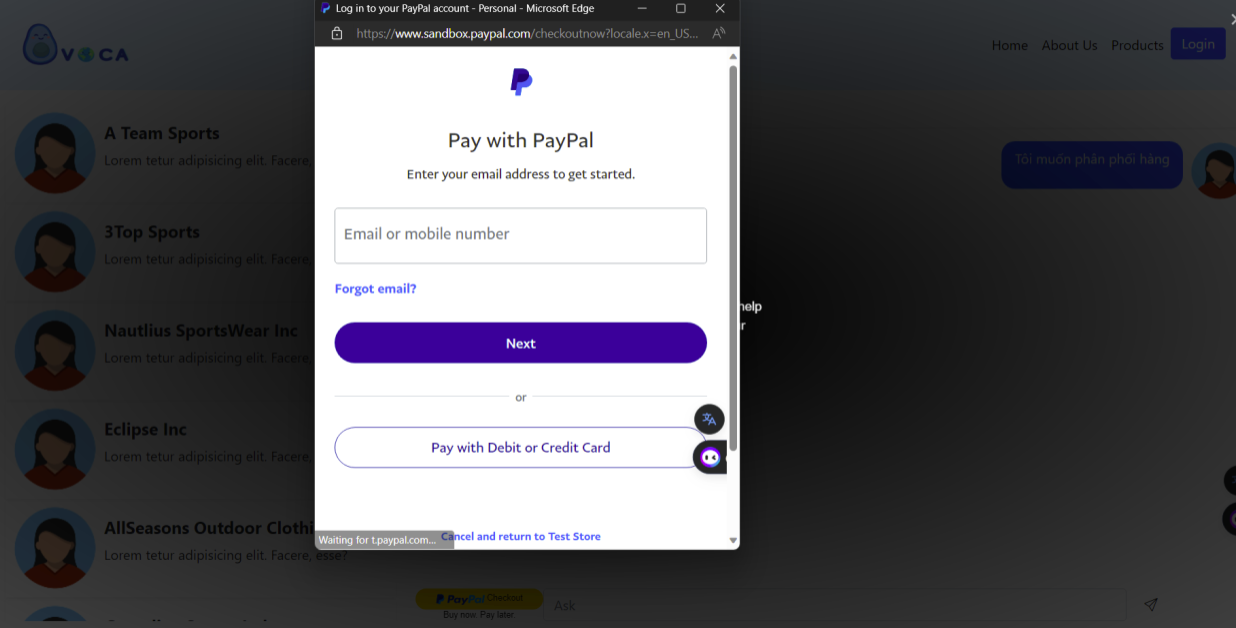 Log in to your PayPal account - Personal - Microsoft Edge
https://www.sandbox.paypal.com/checkoutnow?locale.x=en_US...
VOCA
Home About Us Products Login
Pay with PayPal
Enter your email address to get started.
Email or mobile number
Forgot email?
Next
or
Pay with Debit or Credit Card
Cancel and return to Test Store
Waiting for t.paypal.com...
A Team Sports
Lorem tetur adipisicing elit. Facere,
3Top Sports
Lorem tetur adipisicing elit. Facere,
Nautlius SportsWear Inc
Lorem tetur adipisicing elit. Facere,
Eclipse Inc
Lorem tetur adipisicing elit. Facere,
AllSeasons Outdoor Clothi
Lorem tetur adipisicing elit. Facere, esse?
Tôi muốn phân phối hàng
help
r
PayPal Checkout
Buy now. Pay later.
Ask